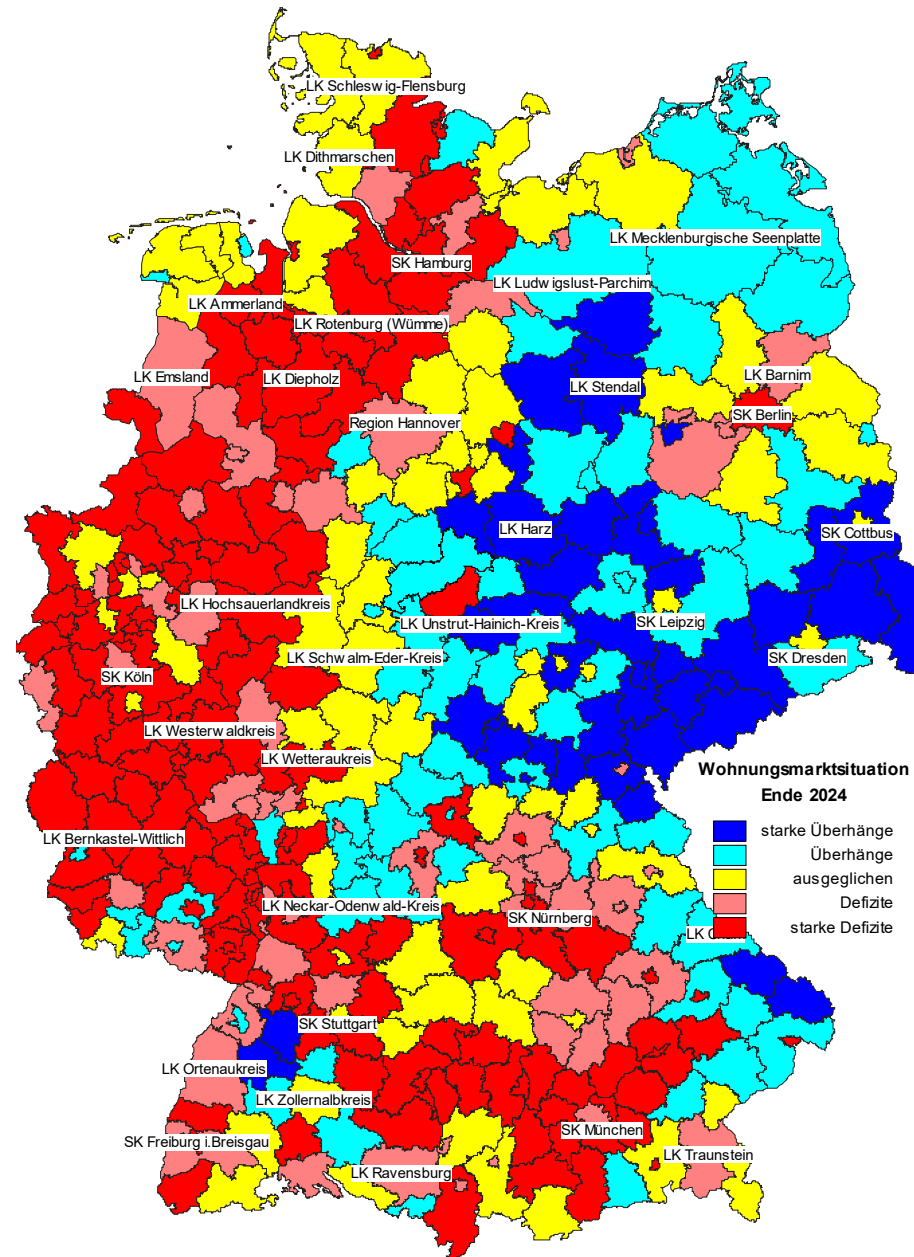 LK Schleswig-Flensburg
LK Dithmarschen
LK Mecklenburgische Seenplatte
SK Hamburg
LK Ludwigslust-Parchim
LK Ammerland
LK Rotenburg (Wümme)
LK Emsland
LK Diepholz
LK Stendal
LK Barnim
SK Berlin
Region Hannover
LK Harz
SK Cottbus
LK Hochsauerlandkreis
LK Unstrut-Hainich-Kreis
SK Leipzig
LK Schwalm-Eder-Kreis
SK Dresden
SK Köln
LK Westerwaldkreis
LK Wetteraukreis
Wohnungsmarktsituation
Ende 2024
starke Überhänge
Überhänge
ausgeglichen
Defizite
starke Defizite
LK Bernkastel-Wittlich
LK Neckar-Odenwald-Kreis
SK Nürnberg
LK
SK Stuttgart
LK Ortenaukreis
LK Zollernalbkreis
SK Freiburg i.Breisgau
SK München
LK Traunstein
LK Ravensburg